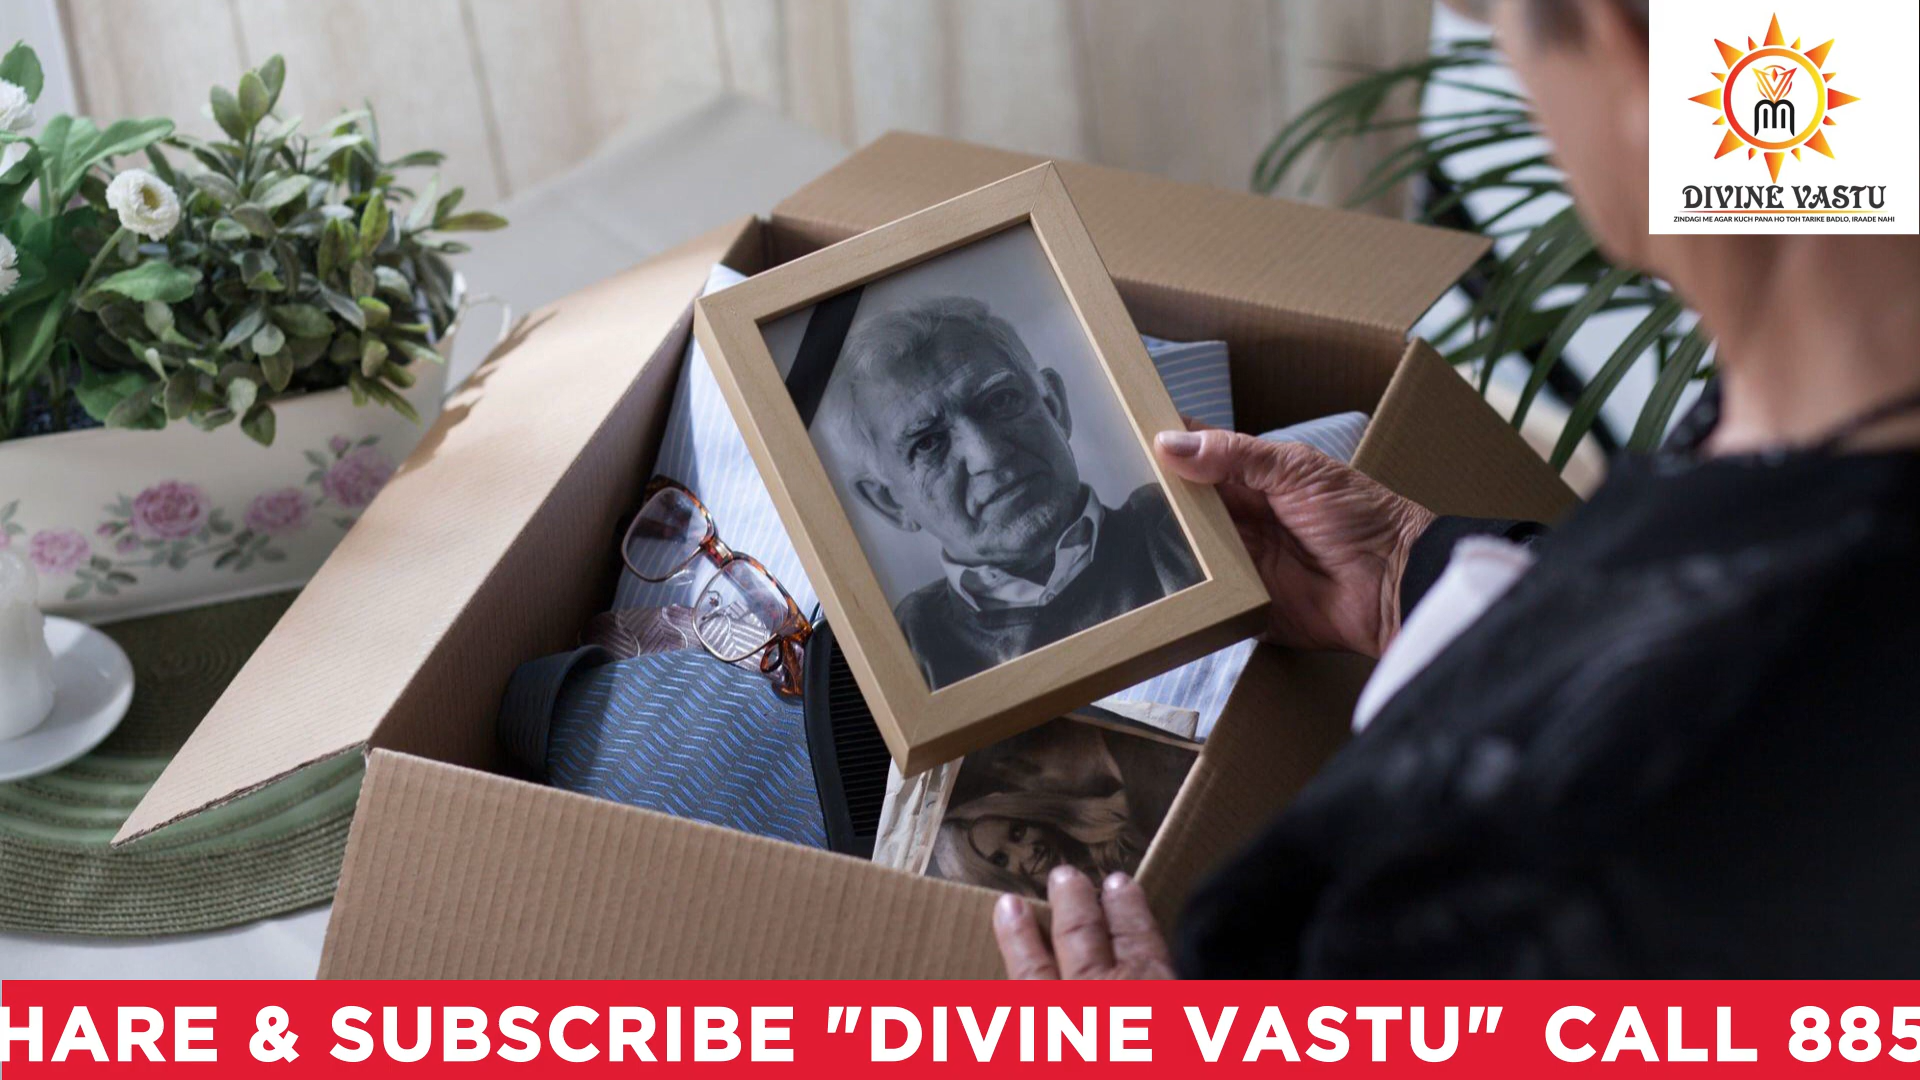 DIVINE VASTU
ZINDAGI ME AGAR KUCH PANA HO TOH TARIKE BADLO, IRAADE NAHI
HARE & SUBSCRIBE "DIVINE VASTU" CALL 885